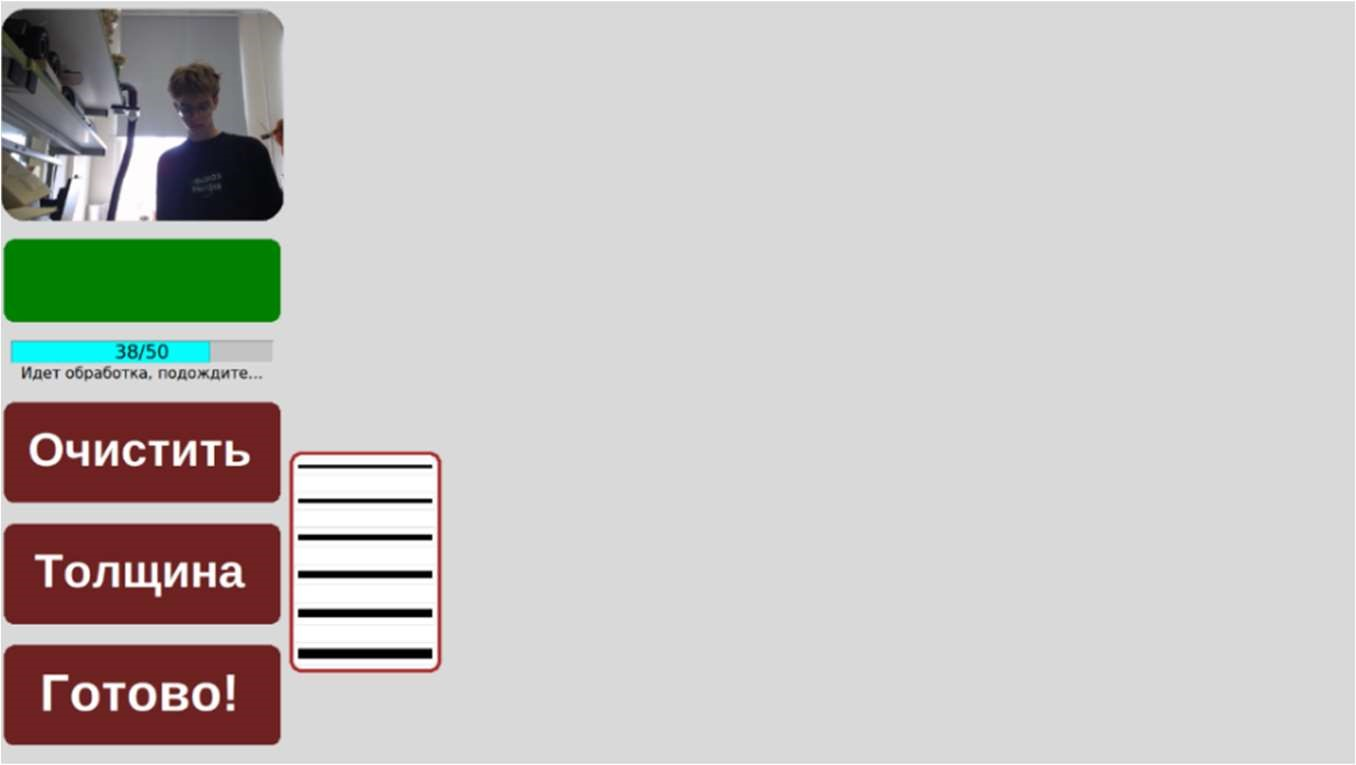 38/50
Идет обработка, подождите...
Очистить
Толщина
Готово!